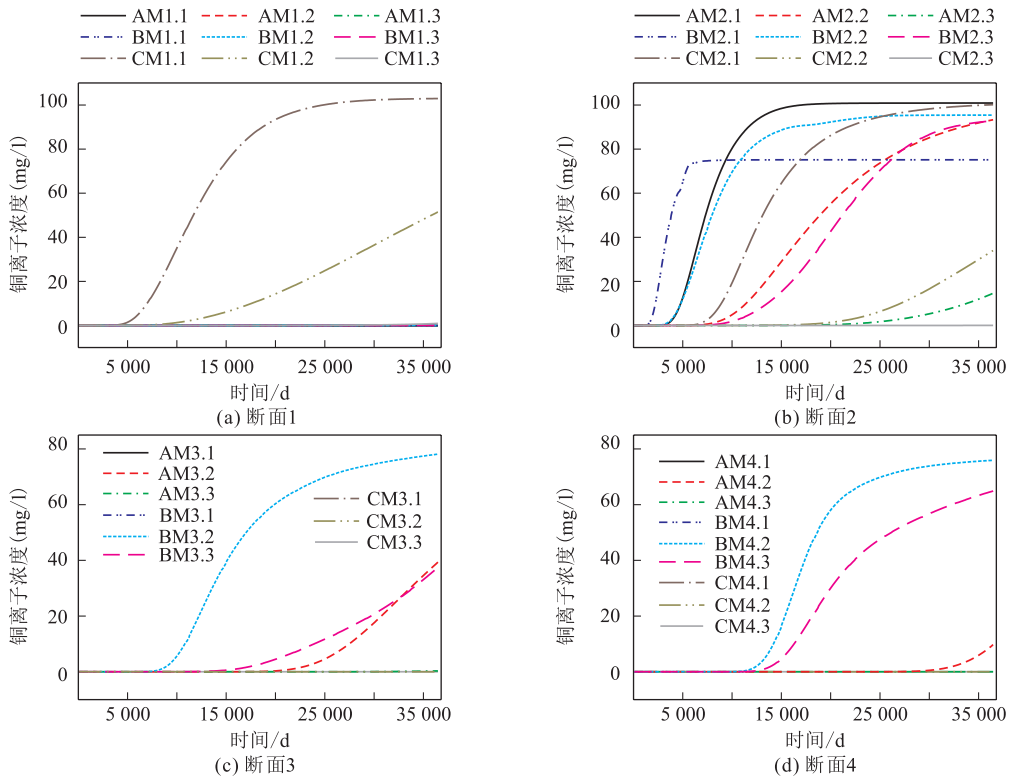 AM1.1 AM1.2 AM1.3
BM1.1 BM1.2 BM1.3
CM1.1 CM1.2 CM1.3
100
80
60
40
20
0
铜离子浓度(mg/l)
5 000 15 000 25 000 35 000
时间/d
(a) 断面1
AM2.1 AM2.2 AM2.3
BM2.1 BM2.2 BM2.3
CM2.1 CM2.2 CM2.3
100
80
60
40
20
0
铜离子浓度(mg/l)
5 000 15 000 25 000 35 000
时间/d
(b) 断面2
AM3.1
AM3.2
AM3.3
BM3.1
BM3.2
BM3.3
CM3.1
CM3.2
CM3.3
80
60
40
20
0
铜离子浓度(mg/l)
5 000 15 000 25 000 35 000
时间/d
(c) 断面3
AM4.1
AM4.2
AM4.3
BM4.1
BM4.2
BM4.3
CM4.1
CM4.2
CM4.3
80
60
40
20
0
铜离子浓度(mg/l)
5 000 15 000 25 000 35 000
时间/d
(d) 断面4